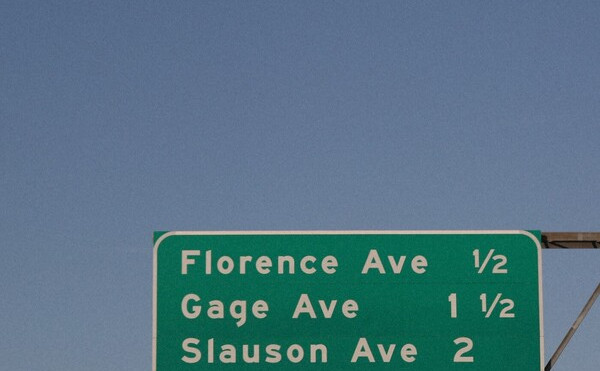 Florence Ave ½
Gage Ave 1 ½
Slauson Ave 2